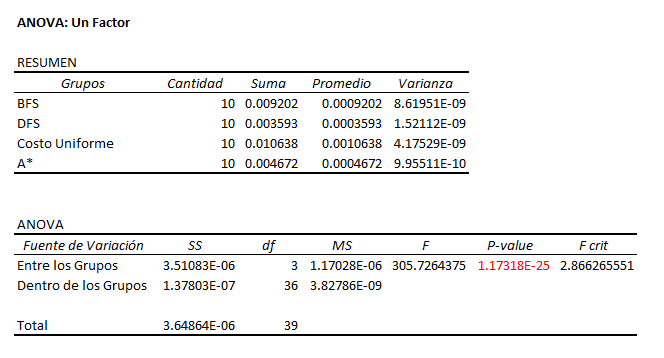 ANOVA: Un Factor
RESUMEN
Grupos Cantidad Suma Promedio Varianza
BFS 10 0.009202 0.0009202 8.61951E-09
DFS 10 0.003593 0.0003593 1.52112E-09
Costo Uniforme 10 0.010638 0.0010638 4.17529E-09
A* 10 0.004672 0.0004672 9.95511E-10
ANOVA
Fuente de Variación SS df MS F P-value F crit
Entre los Grupos 3.51083E-06 3 1.17028E-06 305.7264375 1.17318E-25 2.866265551
Dentro de los Grupos 1.37803E-07 36 3.82786E-09
Total 3.64864E-06 39